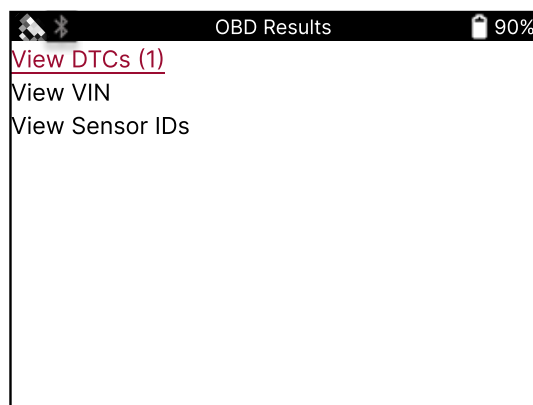 OBD Results
90%
View DTCs (1)
View VIN
View Sensor IDs